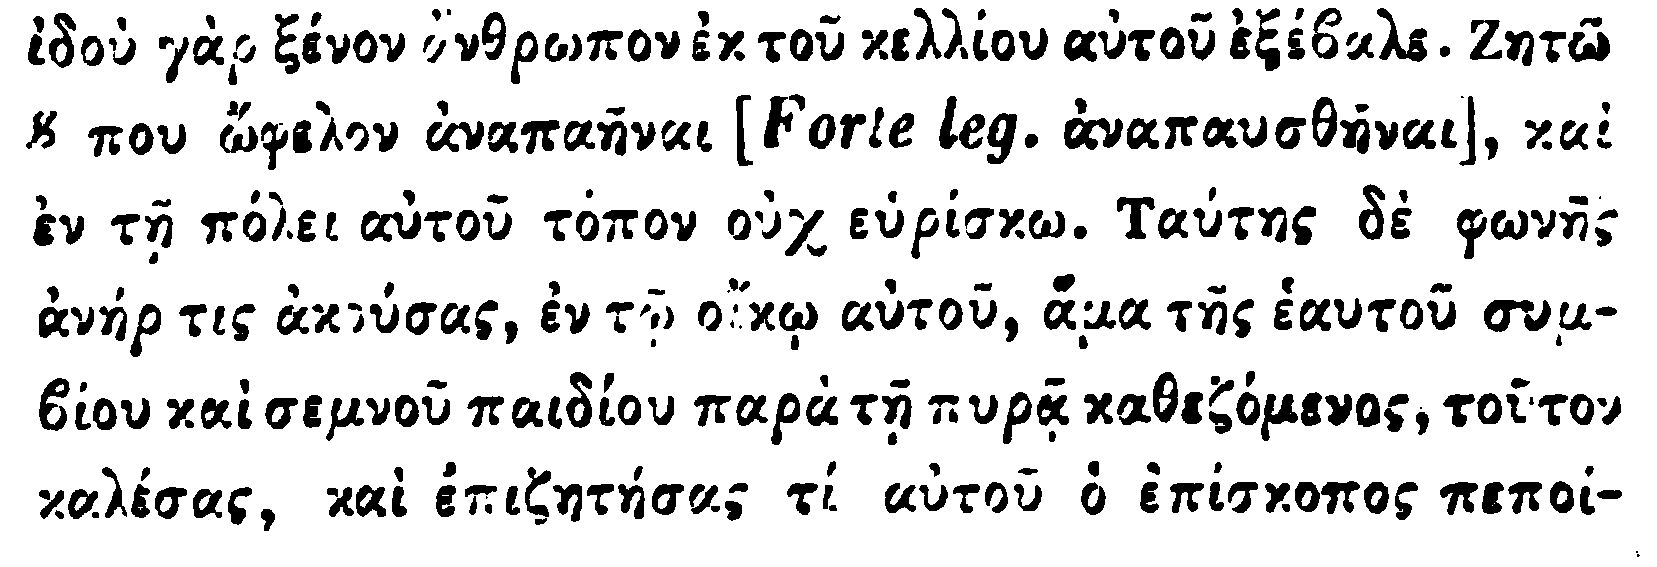 ἰδοὺ γὰρ ξένον ἄνθρωπον ἐκ τοῦ κελλίου αὐτοῦ ἐξέϐαλε. Ζητῶ
ȣ̓ που ὤφελον ἀναπαῆναι [Forte leg. ἀναπαυσθῆναι], καὶ
ἐν τῇ πόλει αὐτοῦ τόπον οὐχ εὑρίσκω. Ταύτης δὲ φωνῆς
ἀνήρ τις ἀκούσας, ἐν τῷ οἴκῳ αὐτοῦ, ἅμα τῆς ἑαυτοῦ συμ-
ϐίου καὶ σεμνοῦ παιδίου παρὰ τῇ πυρᾷ καθεζόμενος, τοῦτον
καλέσας, καὶ ἐπιζητήσας τί αὐτοῦ ὁ ἐπίσκοπος πεποί-